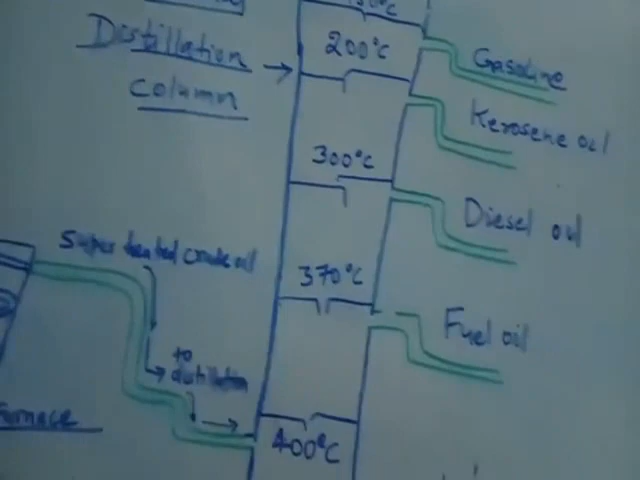 150°C
Distillation
column
200°C
Gasoline
Kerosene oil
300°C
Diesel oil
Super heated crude oil
370°C
Fuel oil
to
distillation
Furnace
400°C